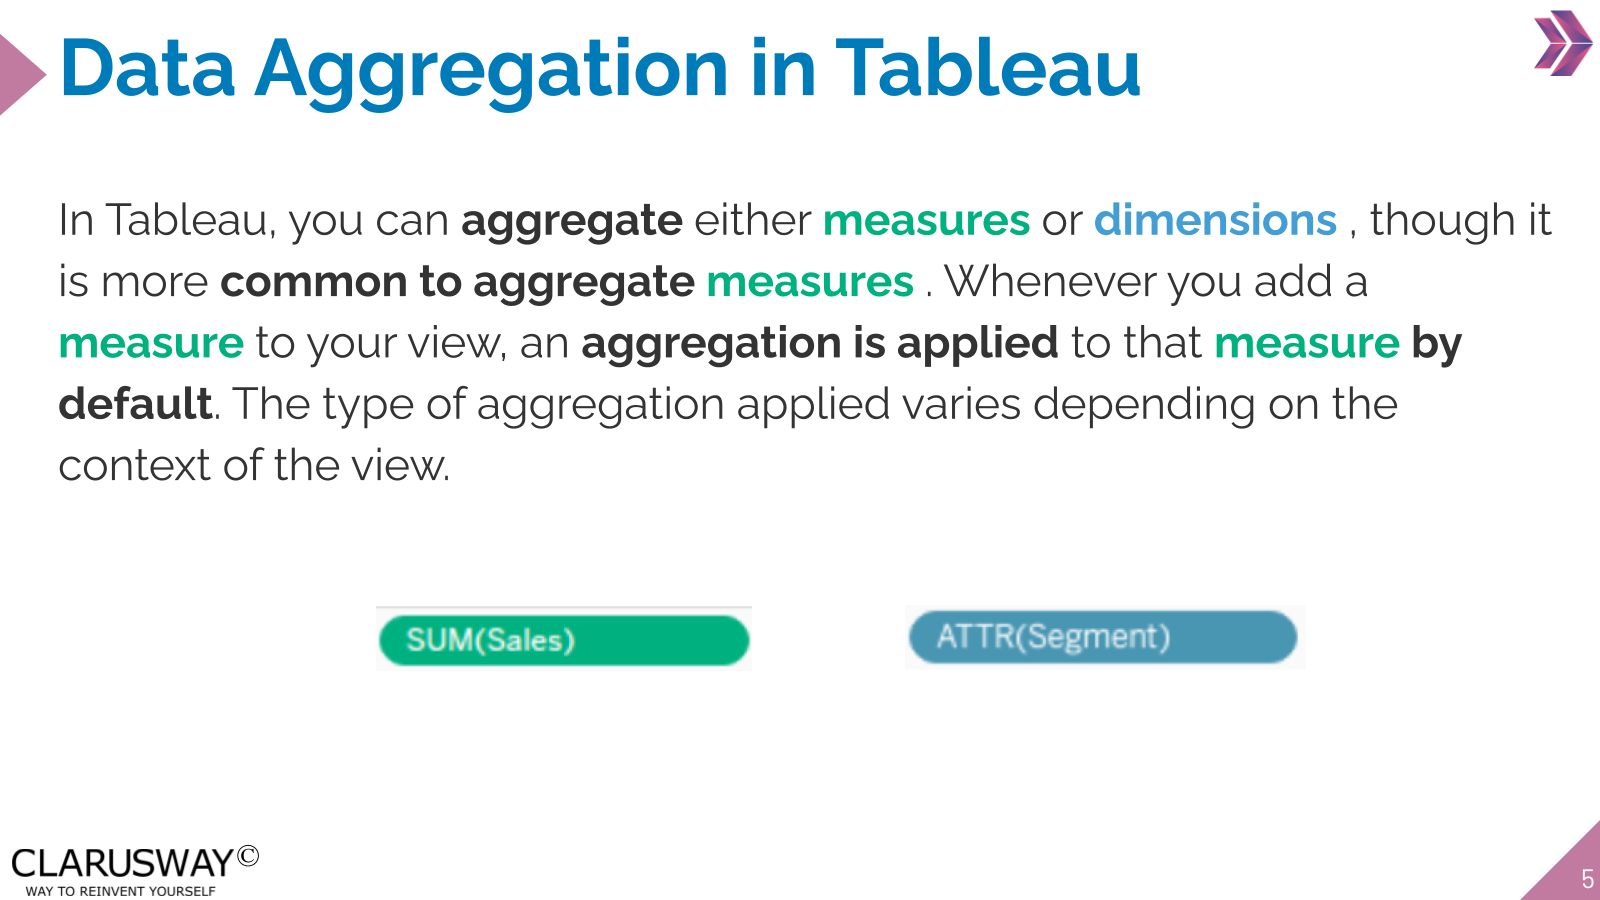 Data Aggregation in Tableau
In Tableau, you can aggregate either measures or dimensions , though it
is more common to aggregate measures . Whenever you add a
measure to your view, an aggregation is applied to that measure by
default. The type of aggregation applied varies depending on the
context of the view.
SUM(Sales)
ATTR(Segment)
CLARUSWAY©
WAY TO REINVENT YOURSELF
5